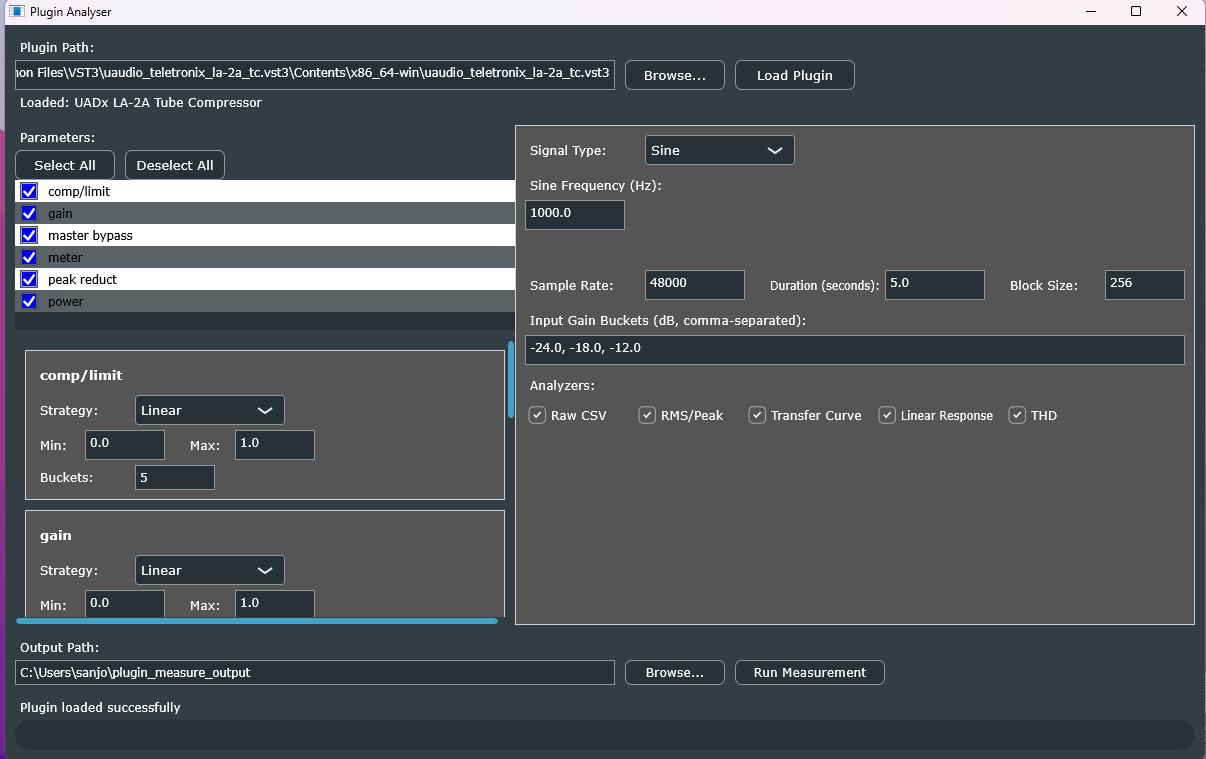 Plugin Analyser
Plugin Path:
non Files\VST3\uaudio_teletronix_la-2a_tc.vst3\Contents\x86_64-win\uaudio_teletronix_la-2a_tc.vst3
Browse...
Load Plugin
Loaded: UADx LA-2A Tube Compressor
Parameters:
Select All
Deselect All
comp/limit
gain
master bypass
meter
peak reduct
power
comp/limit
Strategy:
Linear
Min:
0.0
Max:
1.0
Buckets:
5
gain
Strategy:
Linear
Min:
0.0
Max:
1.0
Signal Type:
Sine
Sine Frequency (Hz):
1000.0
Sample Rate:
48000
Duration (seconds):
5.0
Block Size:
256
Input Gain Buckets (dB, comma-separated):
-24.0, -18.0, -12.0
Analyzers:
Raw CSV
RMS/Peak
Transfer Curve
Linear Response
THD
Output Path:
C:\Users\sanjo\plugin_measure_output
Browse...
Run Measurement
Plugin loaded successfully